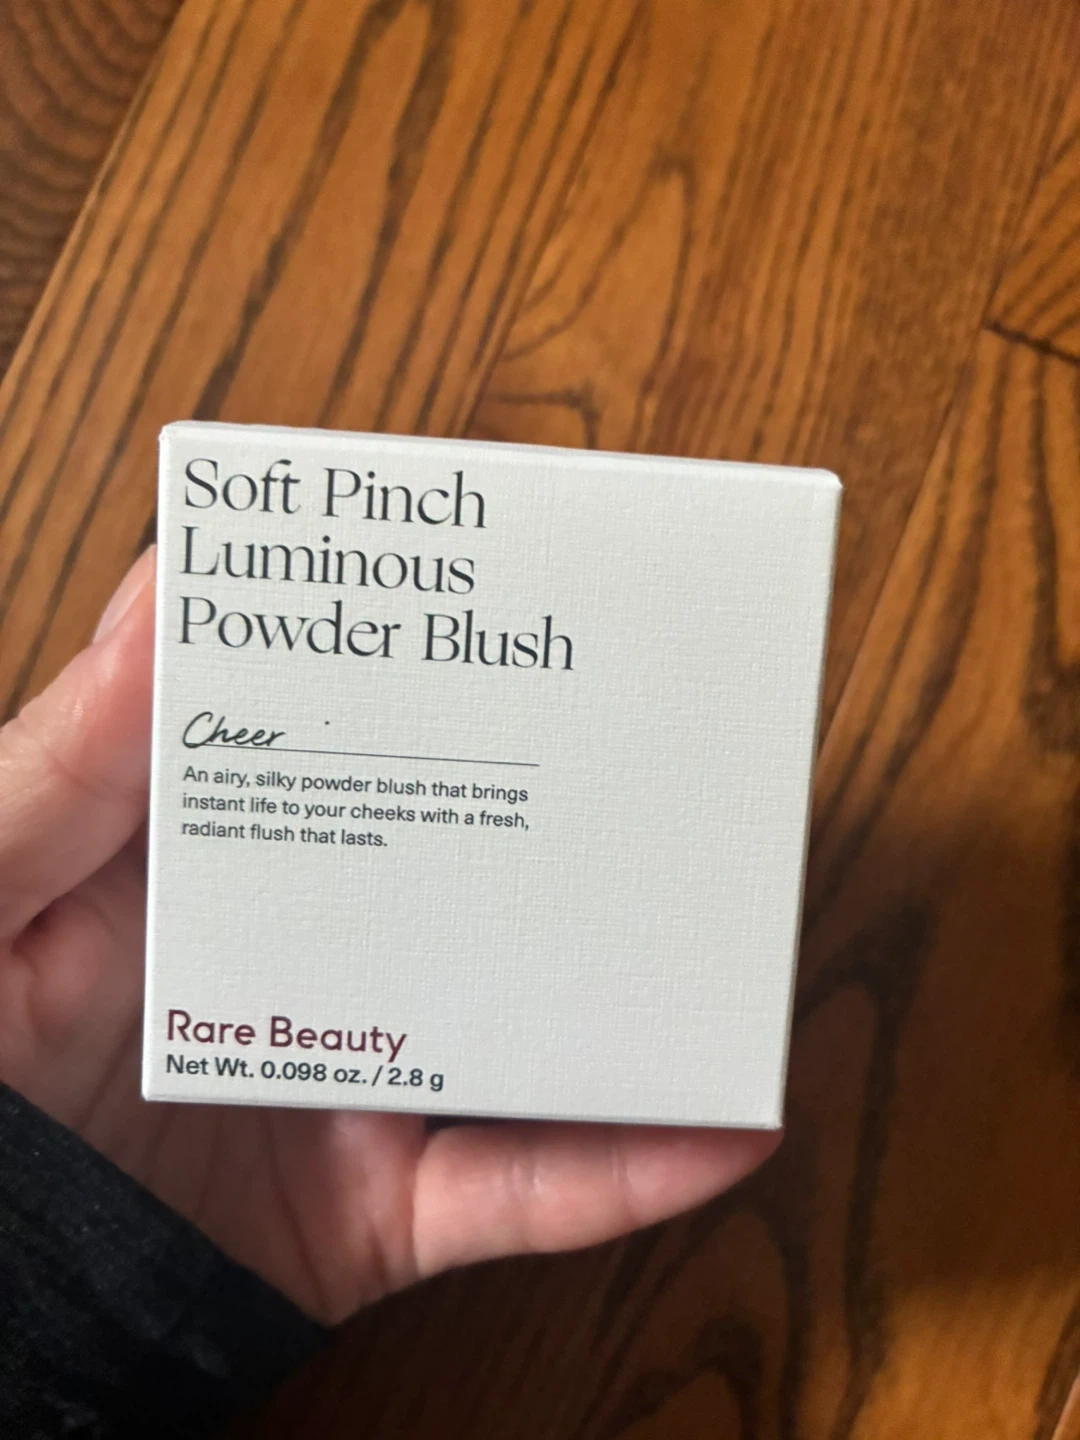 Soft Pinch
Luminous
Powder Blush
Cheer
An airy, silky powder blush that brings
instant life to your cheeks with a fresh,
radiant flush that lasts.
Rare Beauty
Net Wt. 0.098 oz. / 2.8 g